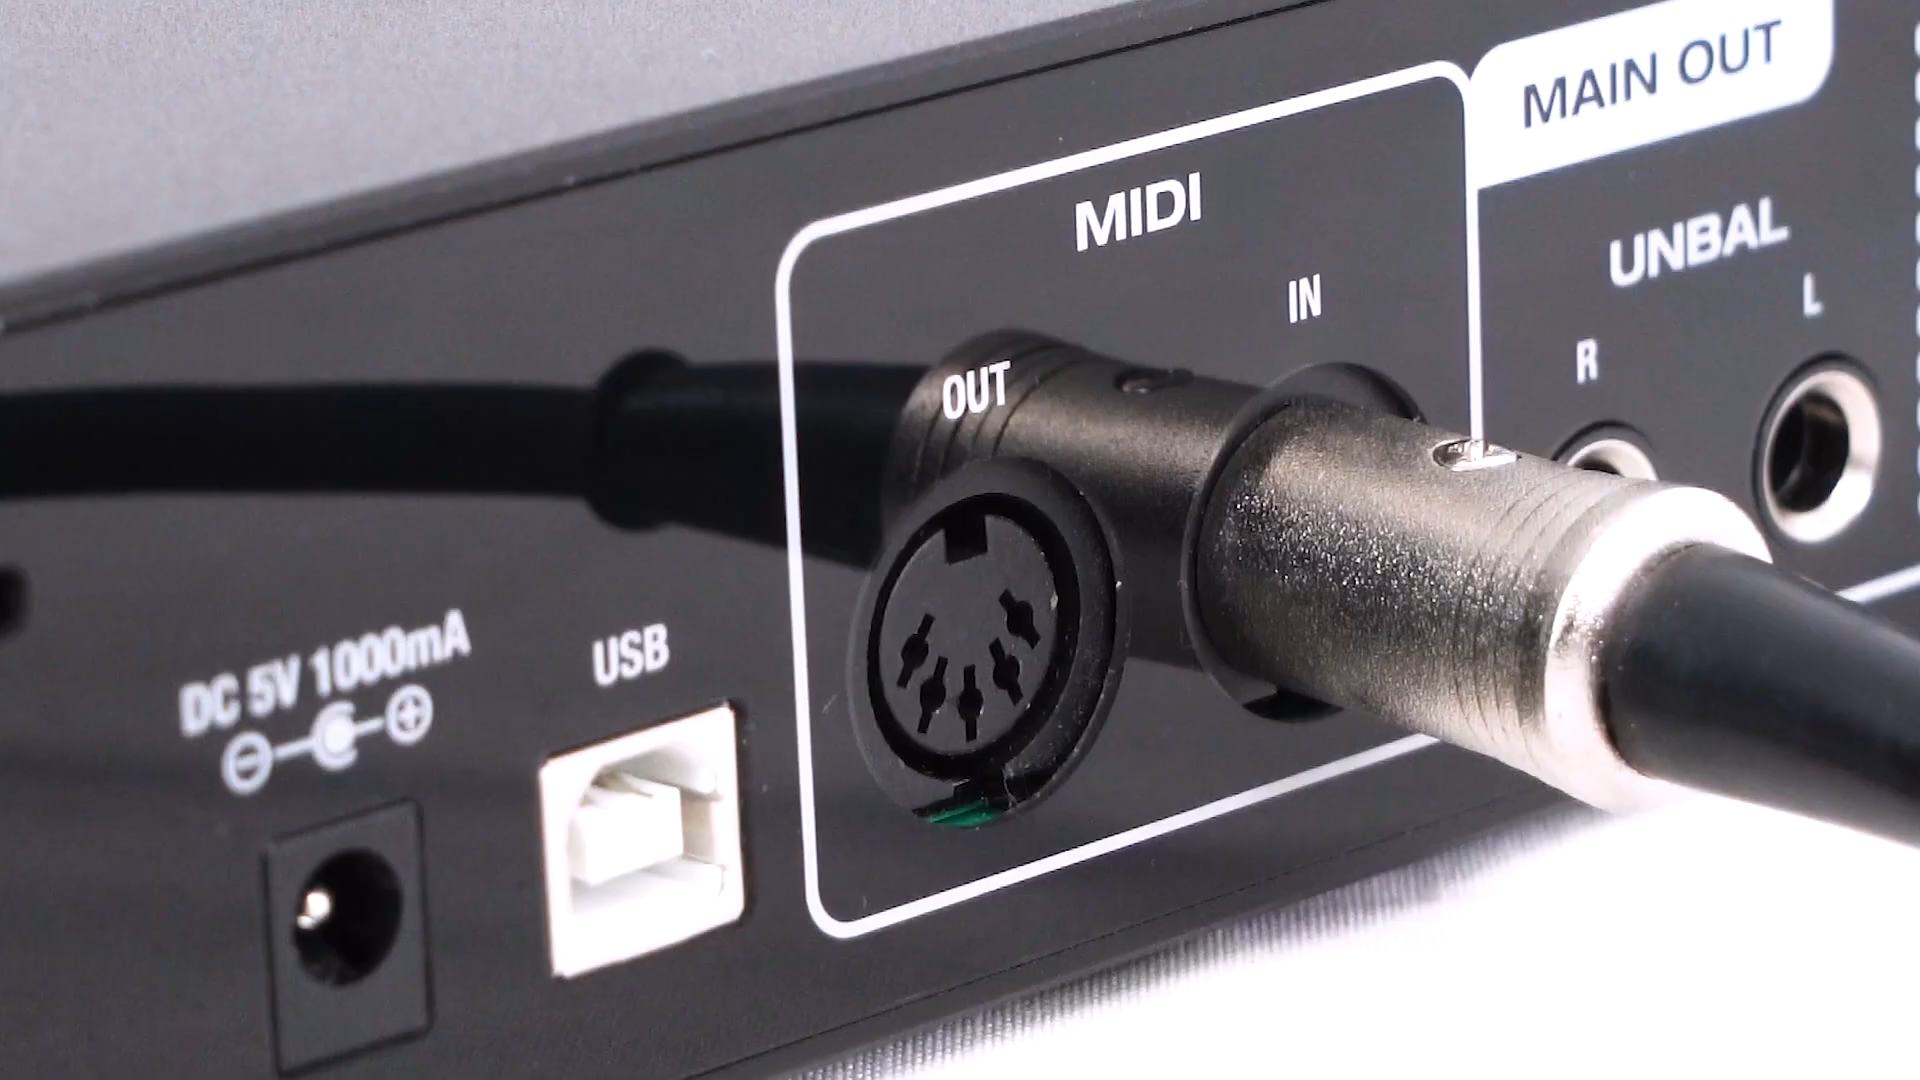 MAIN OUT
MIDI
UNBAL
IN
L
R
OUT
USB
DC 5V 1000mA